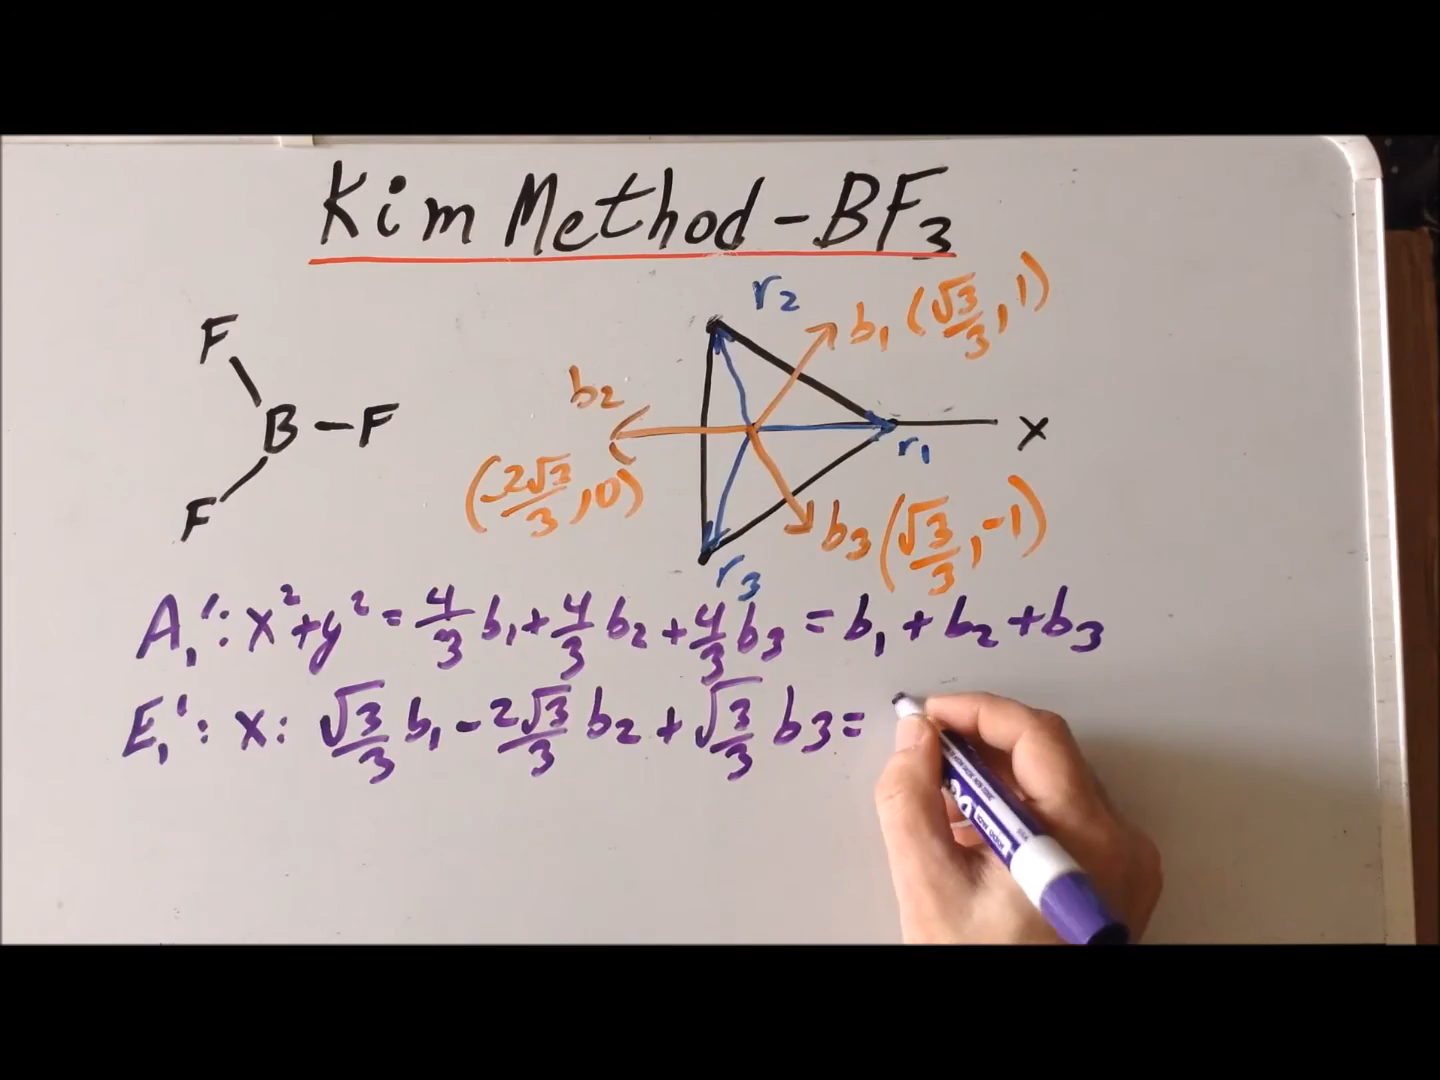 Kim Method - BF3
F
B - F
F
r2
b1 (√3/3, 1)
b2
(-2√3/3, 0)
r1
x
b3 (√3/3, -1)
r3
A1': x²+y² = 4/3 b1 + 4/3 b2 + 4/3 b3 = b1 + b2 + b3
E1': x: √3/3 b1 - 2√3/3 b2 + √3/3 b3 =